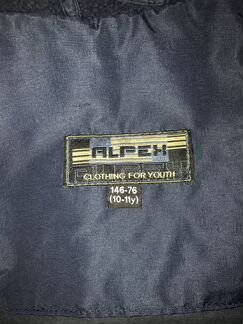 ALPEX
CLOTHING FOR YOUTH
146-76
(10-11y)